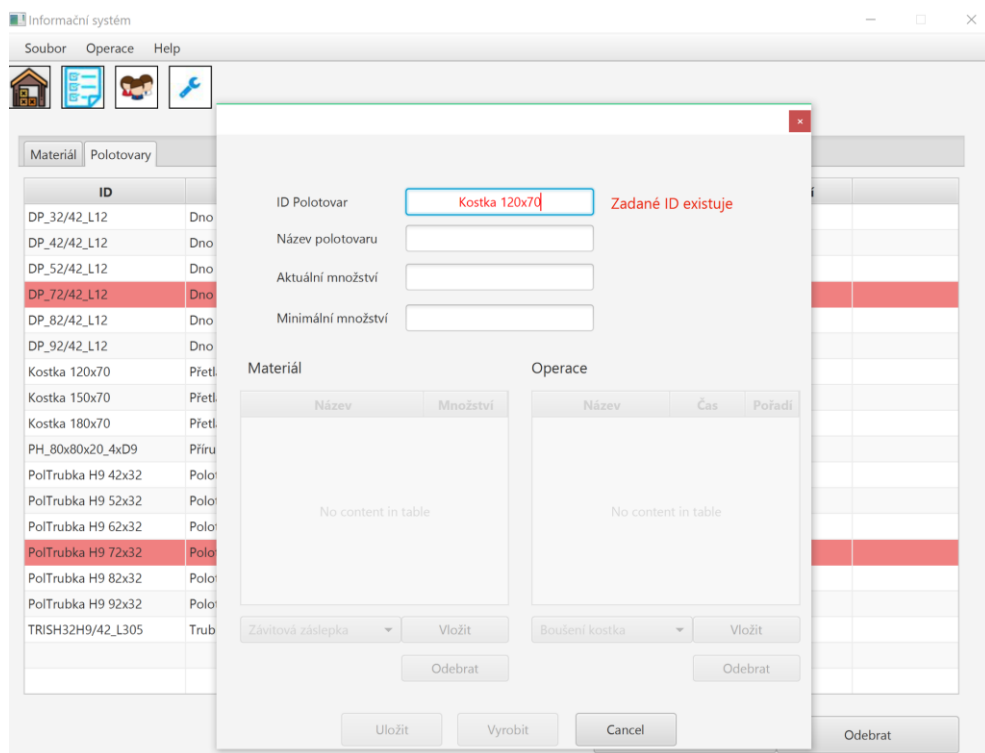 Informační systém
Soubor Operace Help
Materiál Polotovary
ID
DP_32/42_L12 Dno
DP_42/42_L12 Dno
DP_52/42_L12 Dno
DP_72/42_L12 Dno
DP_82/42_L12 Dno
DP_92/42_L12 Dno
Kostka 120x70
Kostka 150x70
Kostka 180x70
PH_80x80x20_4xD9
PolTrubka H9 42x32
PolTrubka H9 52x32
PolTrubka H9 62x32
PolTrubka H9 72x32
PolTrubka H9 82x32
PolTrubka H9 92x32
TRISH32H9/42_L305
ID Polotovar Kostka 120x70 Zadané ID existuje
Název polotovaru
Aktuální množství
Minimální množství
Materiál Operace
Název Množství Název Čas Pořadí
No content in table No content in table
Závitová záslepka Vložit Boušení kostka Vložit
Odebrat Odebrat
Uložit Vyrobit Cancel
Odebrat